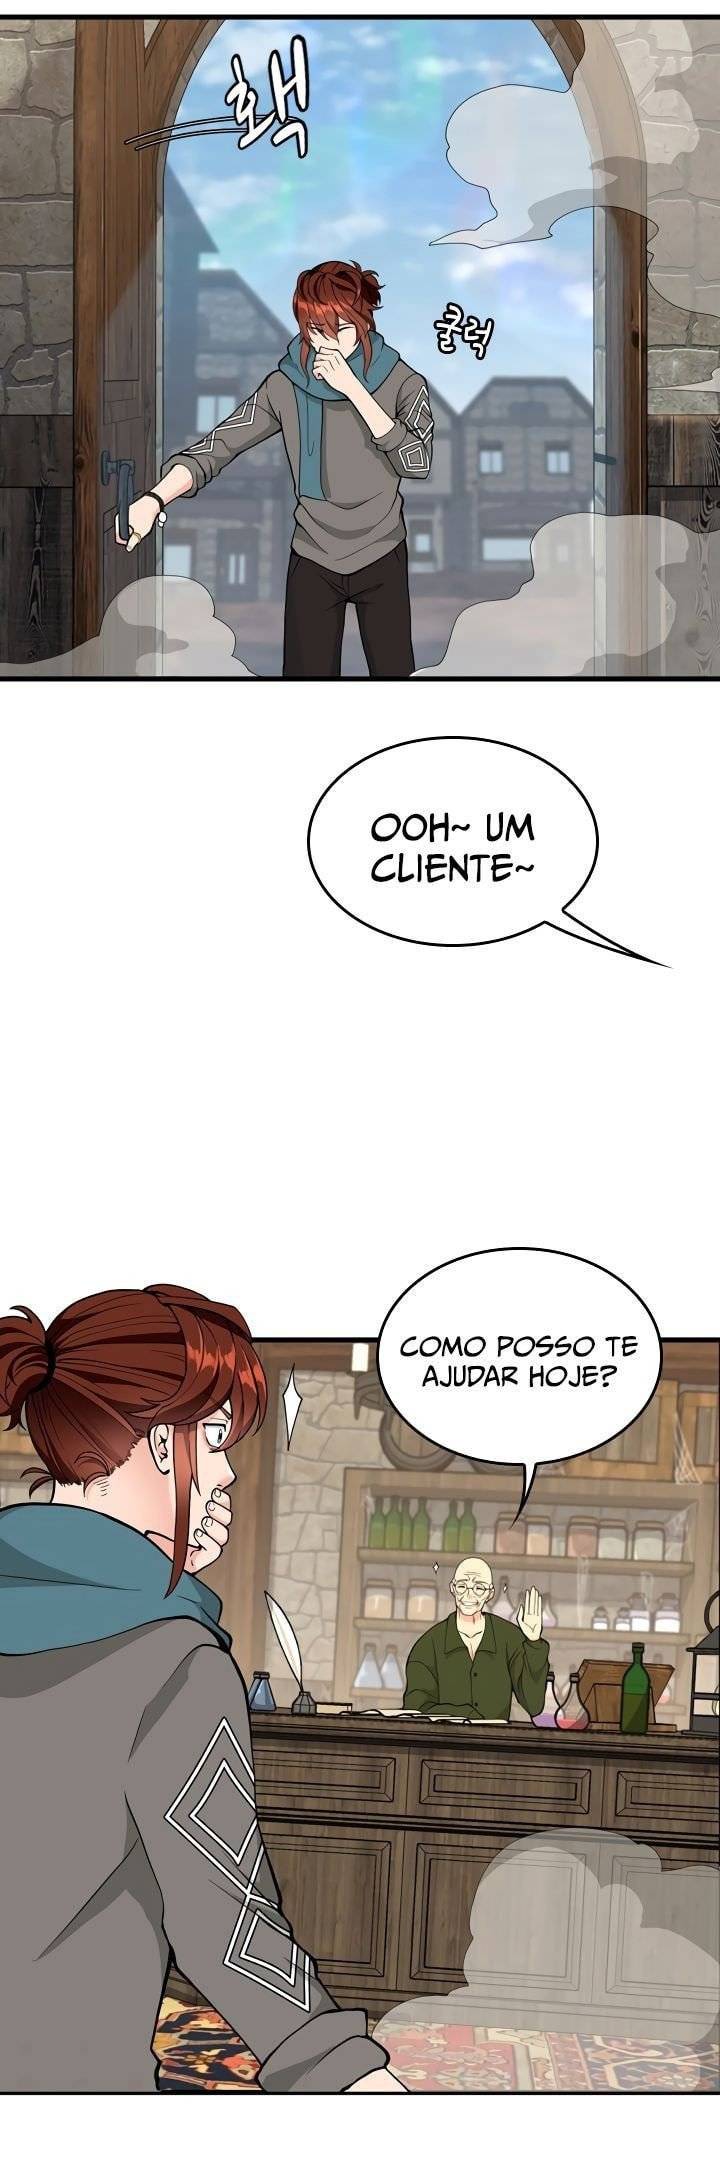 홱
쿨럭
OOH~ UM
CLIENTE~
COMO POSSO TE
AJUDAR HOJE?